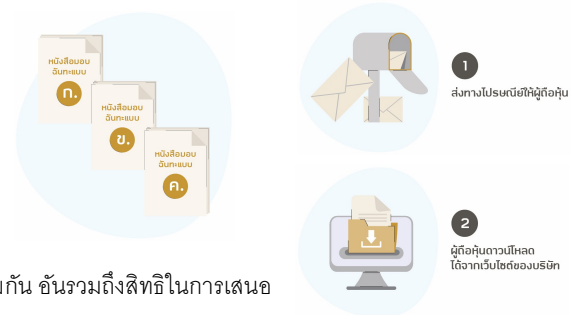 หนังสือมอบ
ฉันทะแบบ
ก.
หนังสือมอบ
ฉันทะแบบ
ข.
หนังสือมอบ
ฉันทะแบบ
ค.
1
ส่งทางไปรษณีย์ให้ผู้ถือหุ้น
2
ผู้ถือหุ้นดาวน์โหลด
ได้จากเว็บไซต์ของบริษัท
กัน อันรวมถึงสิทธิในการเสนอ